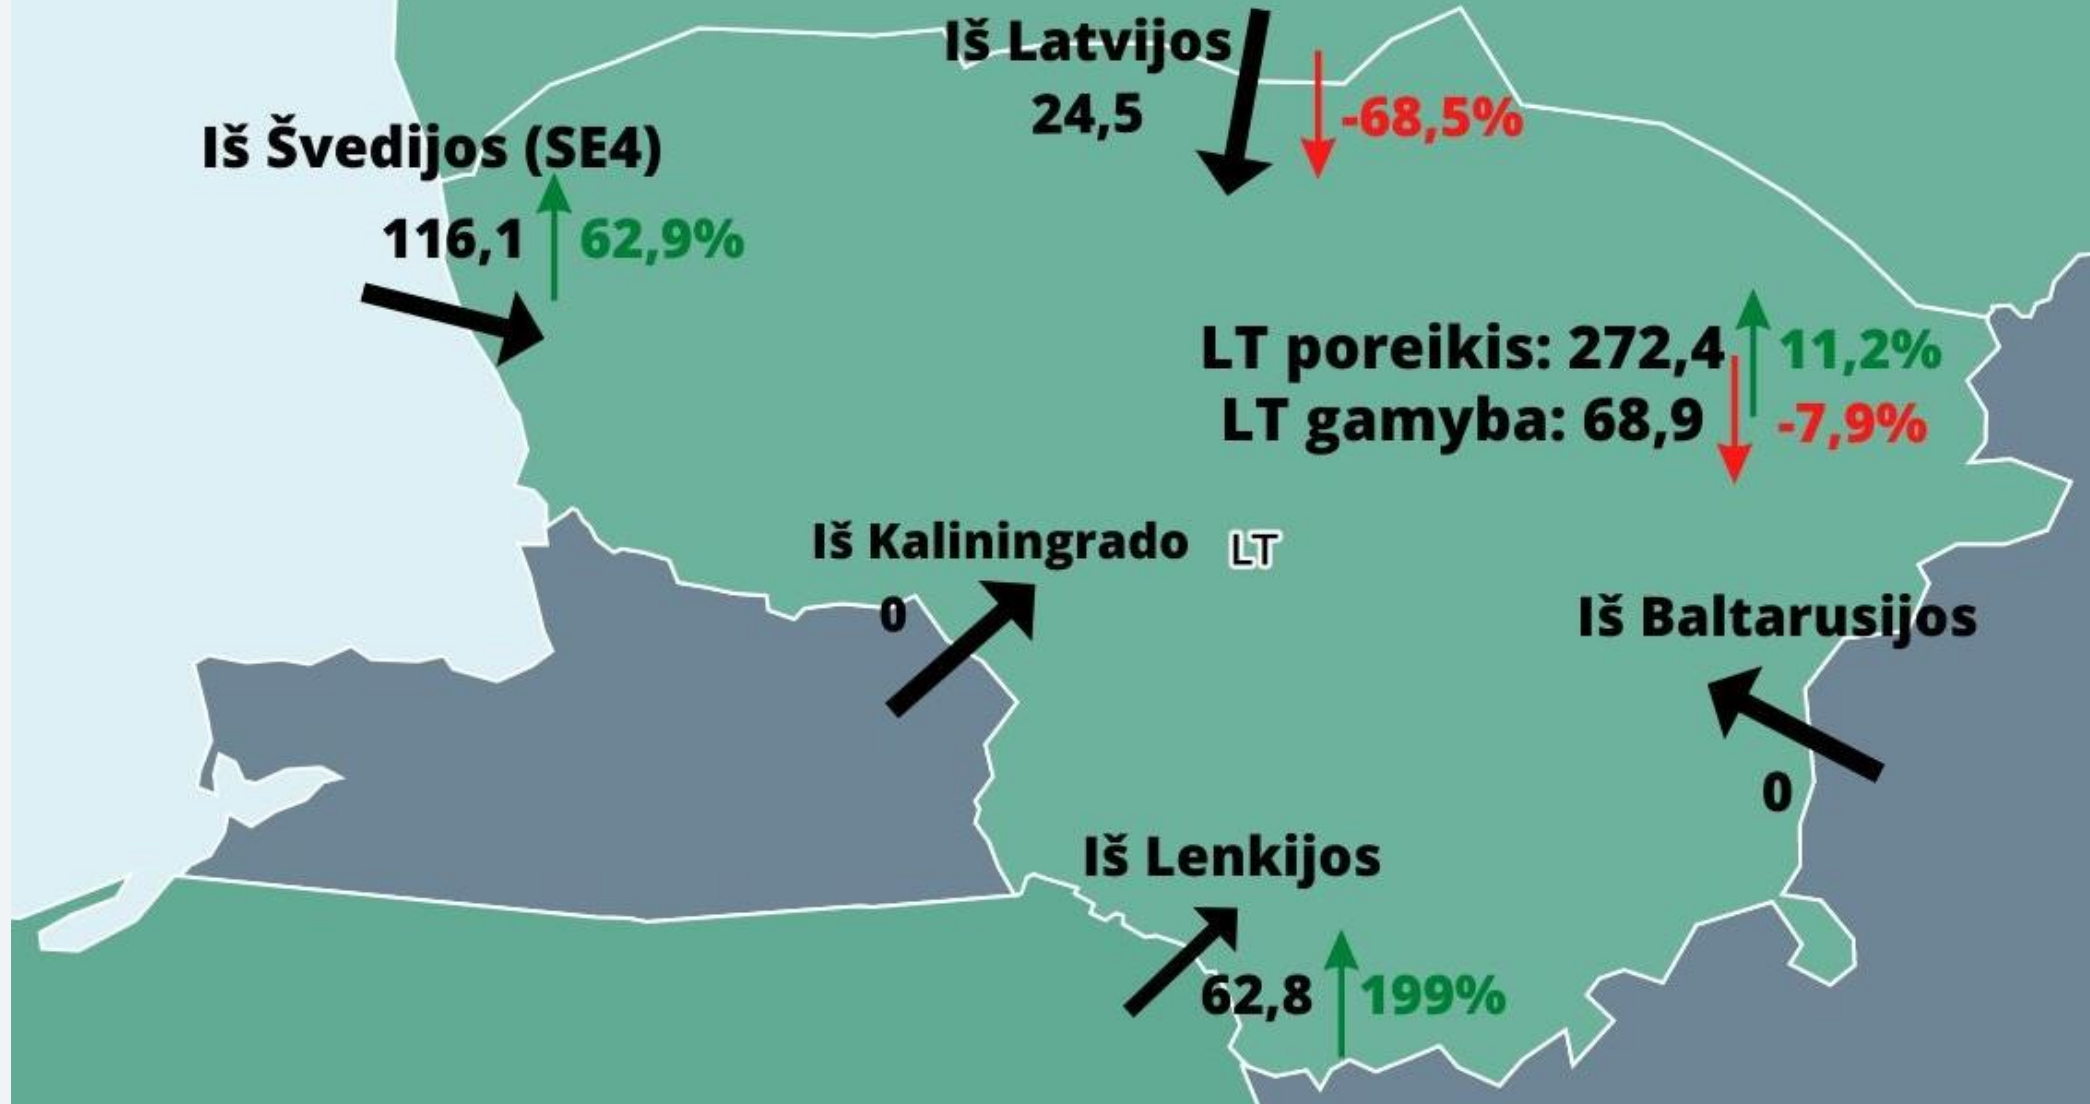 Iš Latvijos
24,5
-68,5%
Iš Švedijos (SE4)
116,1
62,9%
LT poreikis: 272,4
11,2%
LT gamyba: 68,9
-7,9%
Iš Kaliningrado
LT
0
Iš Baltarusijos
0
Iš Lenkijos
62,8
199%